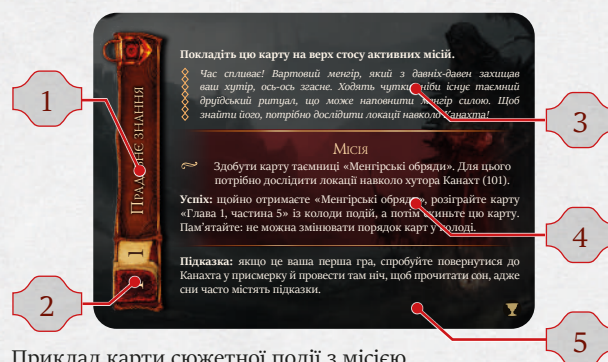 Покладіть цю карту на верх стосу активних місій.
Час спливає! Вартовий менгір, який з давніх-давен захищав
ваш хутір, ось-ось згасне. Ходять чутки, ніби існує таємний
друїдський ритуал, що може наповнити менгір силою. Щоб
знайти його, потрібно дослідити локації навколо Канахта!
Місія
Здобути карту таємниці «Менгірські обряди». Для цього
потрібно дослідити локації навколо хутора Канахт (101).
Успіх: щойно отримаєте «Менгірські обряди», розіграйте карту
«Глава 1, частина 5» із колоди подій, а потім скиньте цю карту.
Пам’ятайте: не можна змінювати порядок карт у колоді.
Підказка: якщо це ваша перша гра, спробуйте повернутися до
Канахта у присмерку й провести там ніч, щоб прочитати сон, адже
сни часто містять підказки.
Прадавнє знання
1
1
2
3
4
5
Приклад карти сюжетної події з місією